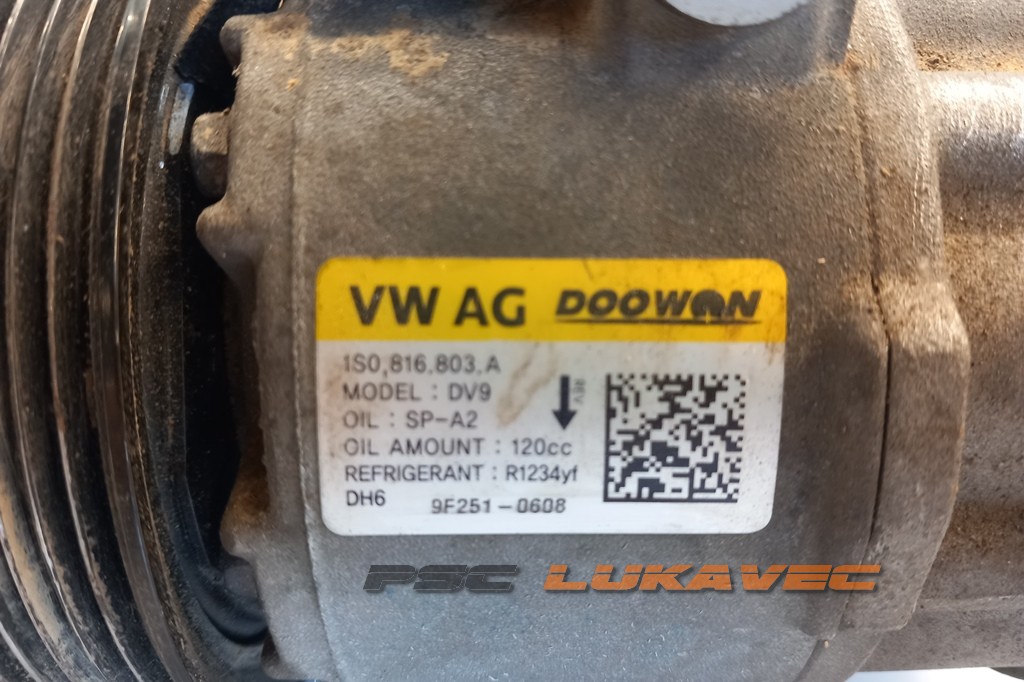 VW AG DOOWON
1S0,816.803.A
MODEL : DV9
OIL : SP-A2
REV
OIL AMOUNT : 120cc
REFRIGERANT : R1234yf
DH6 9F251-0608
PSC LUKAVEC